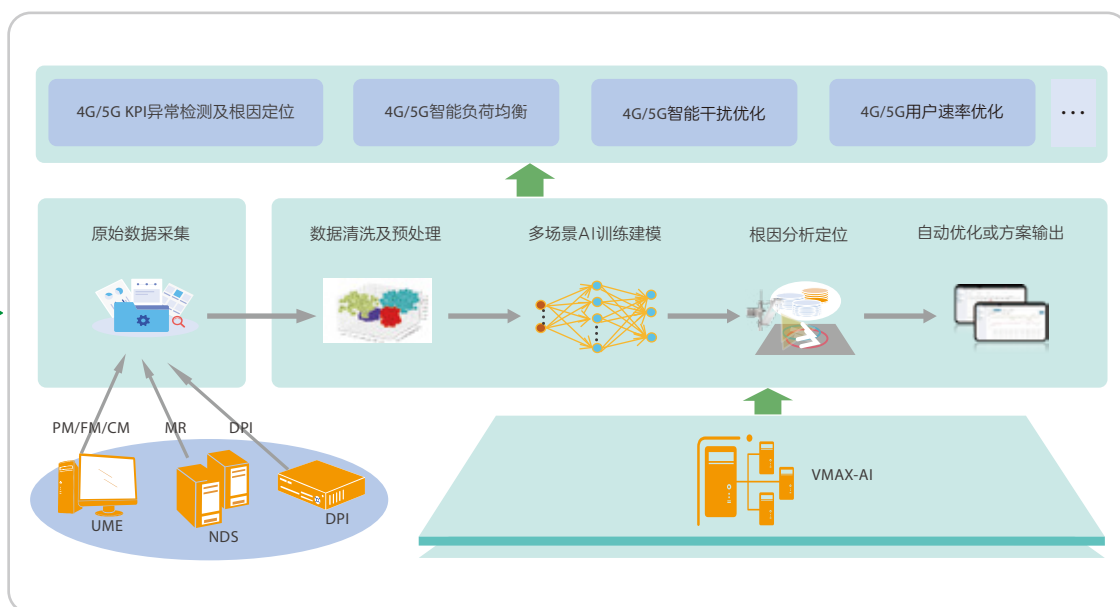 4G/5G KPI异常检测及根因定位
4G/5G智能负荷均衡
4G/5G智能干扰优化
4G/5G用户速率优化
...
原始数据采集
数据清洗及预处理
多场景AI训练建模
根因分析定位
自动优化或方案输出
PM/FM/CM
MR
DPI
UME
NDS
DPI
VMAX-AI